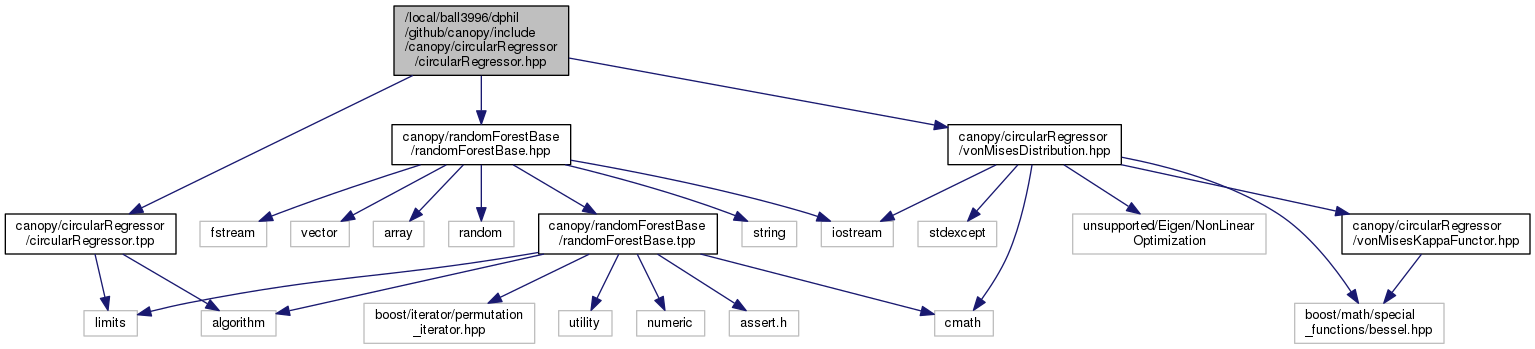 /local/ball3996/dphil
/github/canopy/include
/canopy/circularRegressor
/circularRegressor.hpp
canopy/randomForestBase
/randomForestBase.hpp
canopy/circularRegressor
/vonMisesDistribution.hpp
canopy/circularRegressor
/circularRegressor.tpp
fstream
vector
array
random
canopy/randomForestBase
/randomForestBase.tpp
string
iostream
stdexcept
unsupported/Eigen/NonLinear
Optimization
canopy/circularRegressor
/vonMisesKappaFunctor.hpp
limits
algorithm
boost/iterator/permutation
_iterator.hpp
utility
numeric
assert.h
cmath
boost/math/special
_functions/bessel.hpp